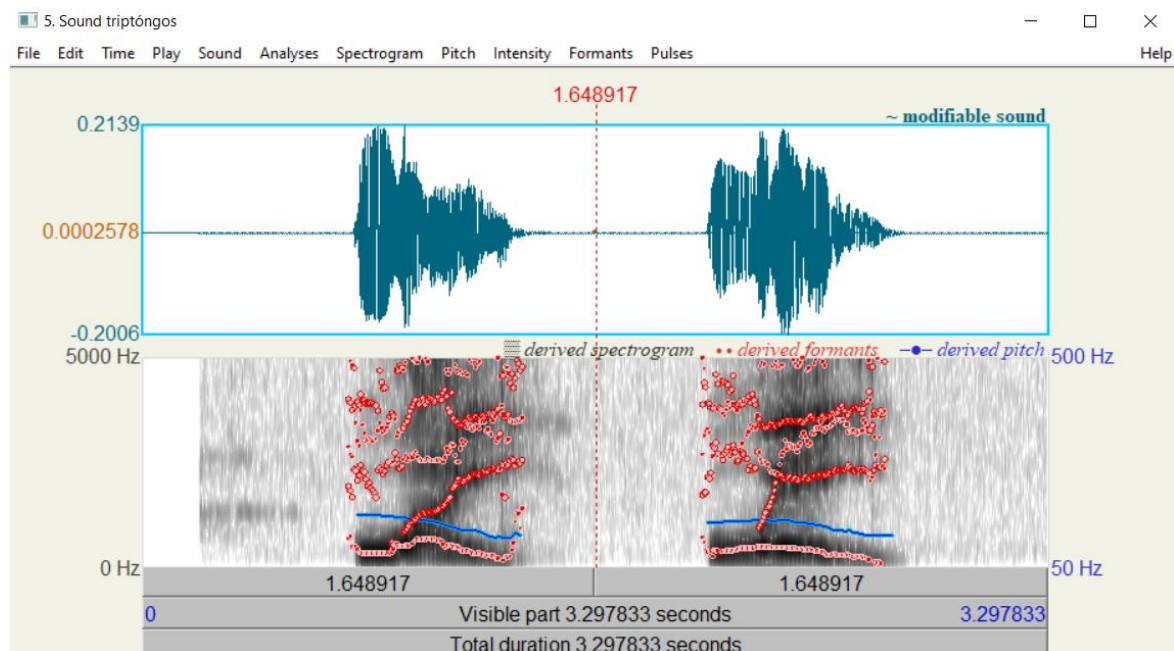 5. Sound triptóngos
File Edit Time Play Sound Analyses Spectrogram Pitch Intensity Formants Pulses Help
1.648917
0.2139 ~ modifiable sound
0.0002578
-0.2006
5000 Hz derived spectrogram derived formants derived pitch 500 Hz
0 Hz 50 Hz
1.648917 1.648917
0 Visible part 3.297833 seconds 3.297833
Total duration 3.297833 seconds